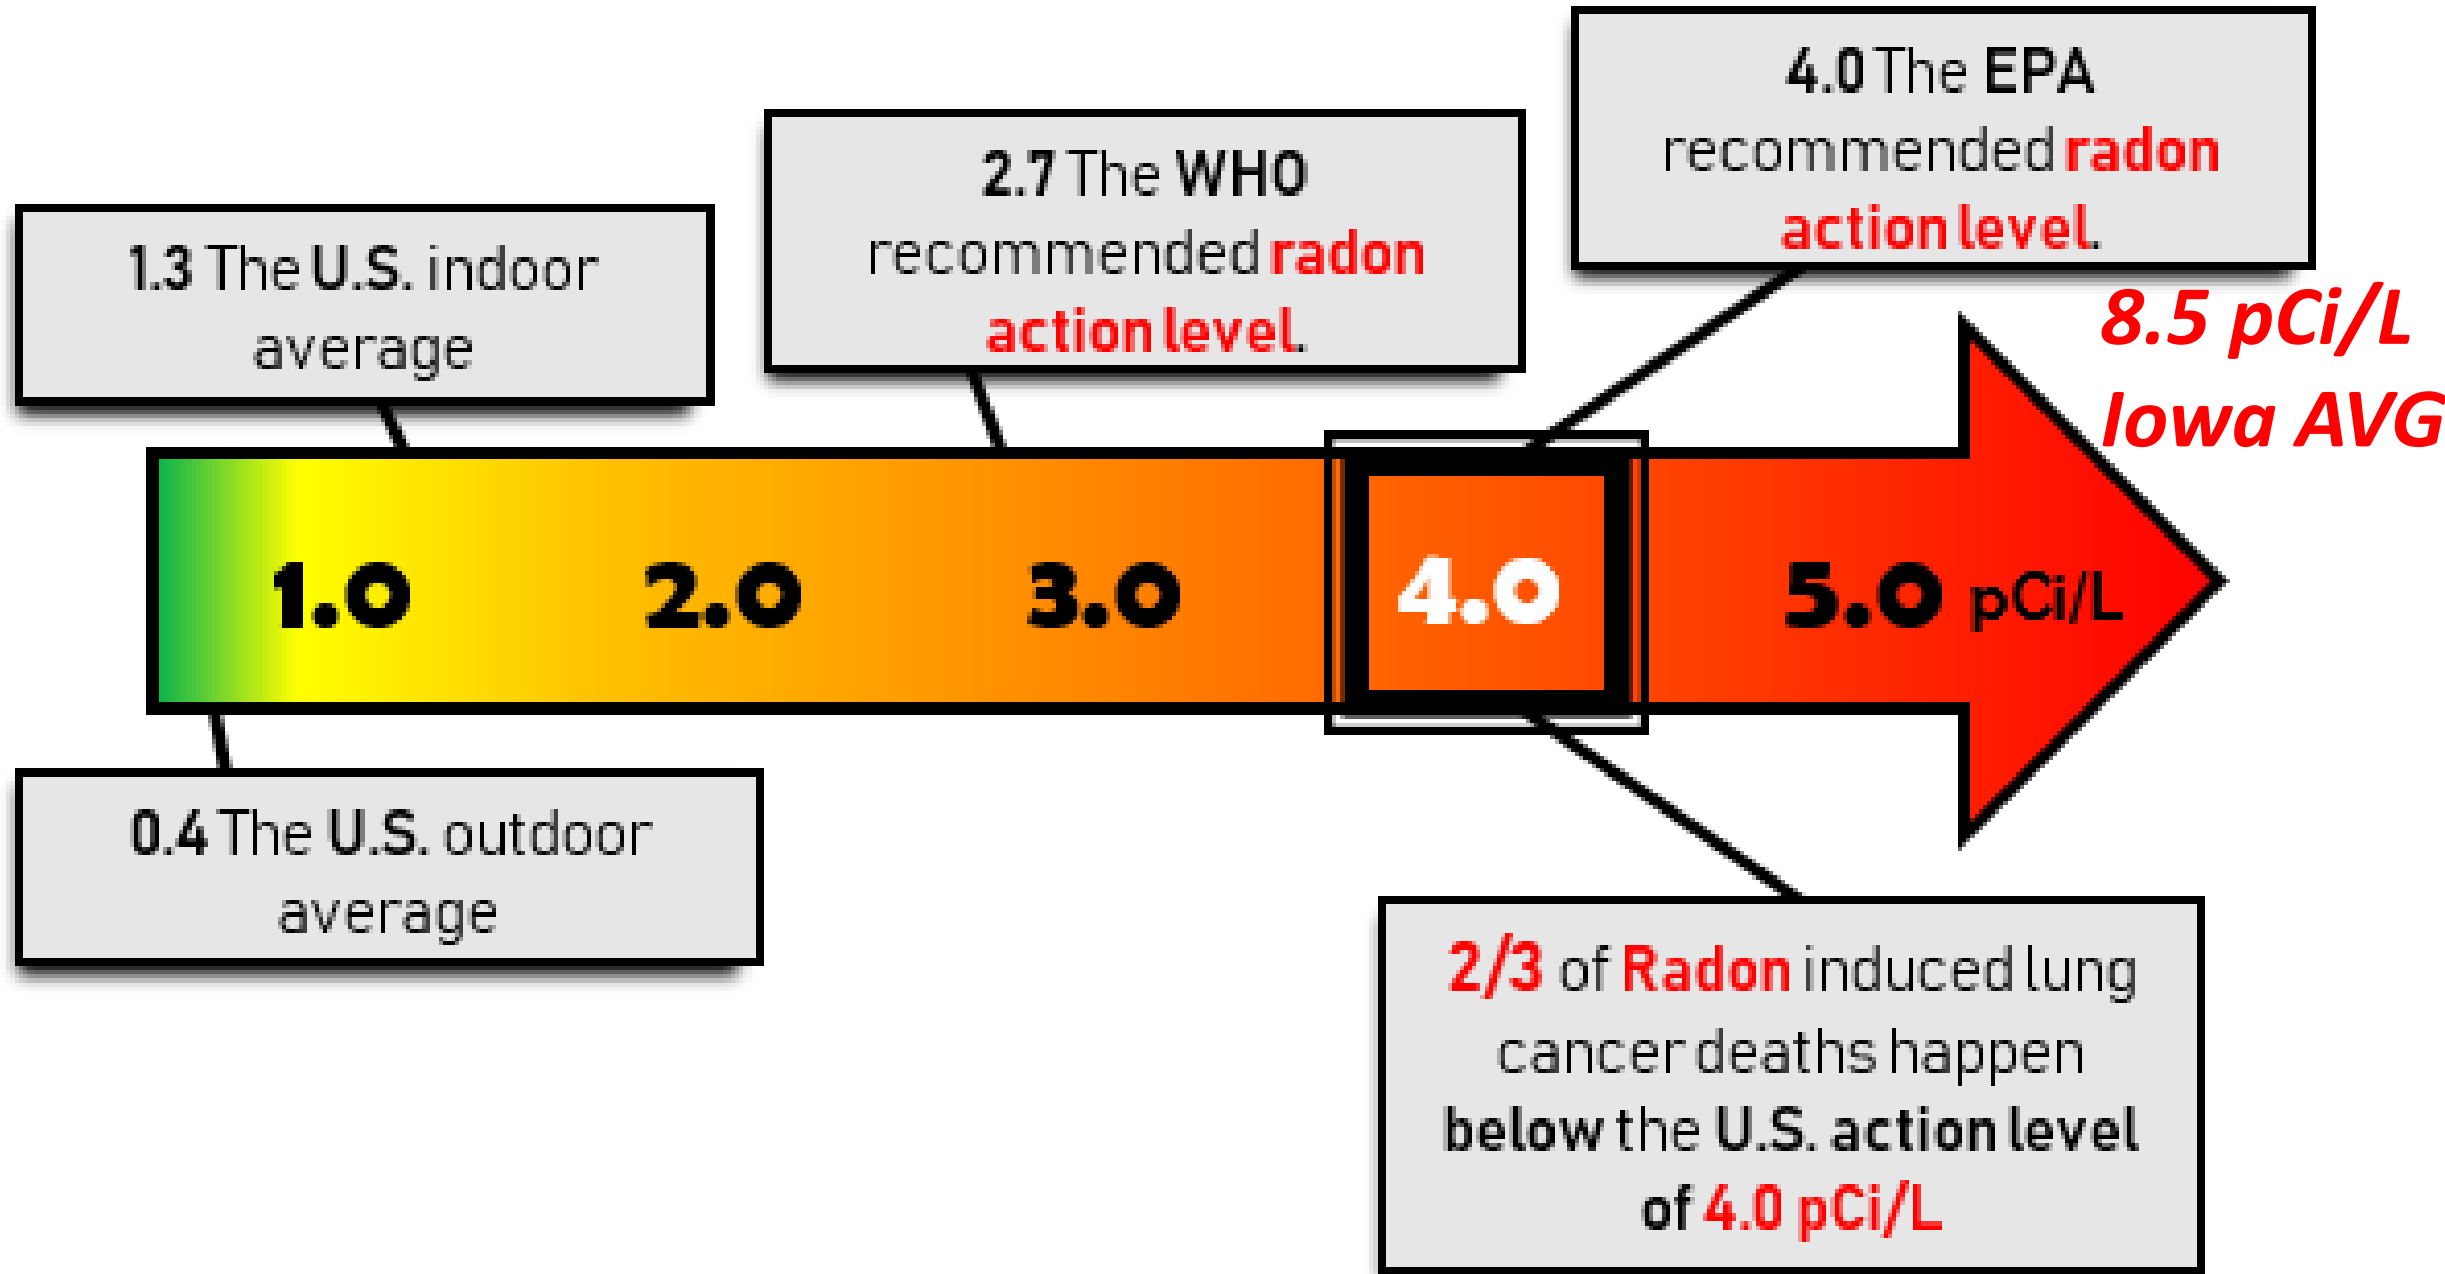 4.0 The EPA
recommended radon
action level.
2.7 The WHO
recommended radon
action level.
1.3 The U.S. indoor
average
8.5 pCi/L
Iowa AVG
1.0 2.0 3.0 4.0 5.0 pCi/L
0.4 The U.S. outdoor
average
2/3 of Radon induced lung
cancer deaths happen
below the U.S. action level
of 4.0 pCi/L